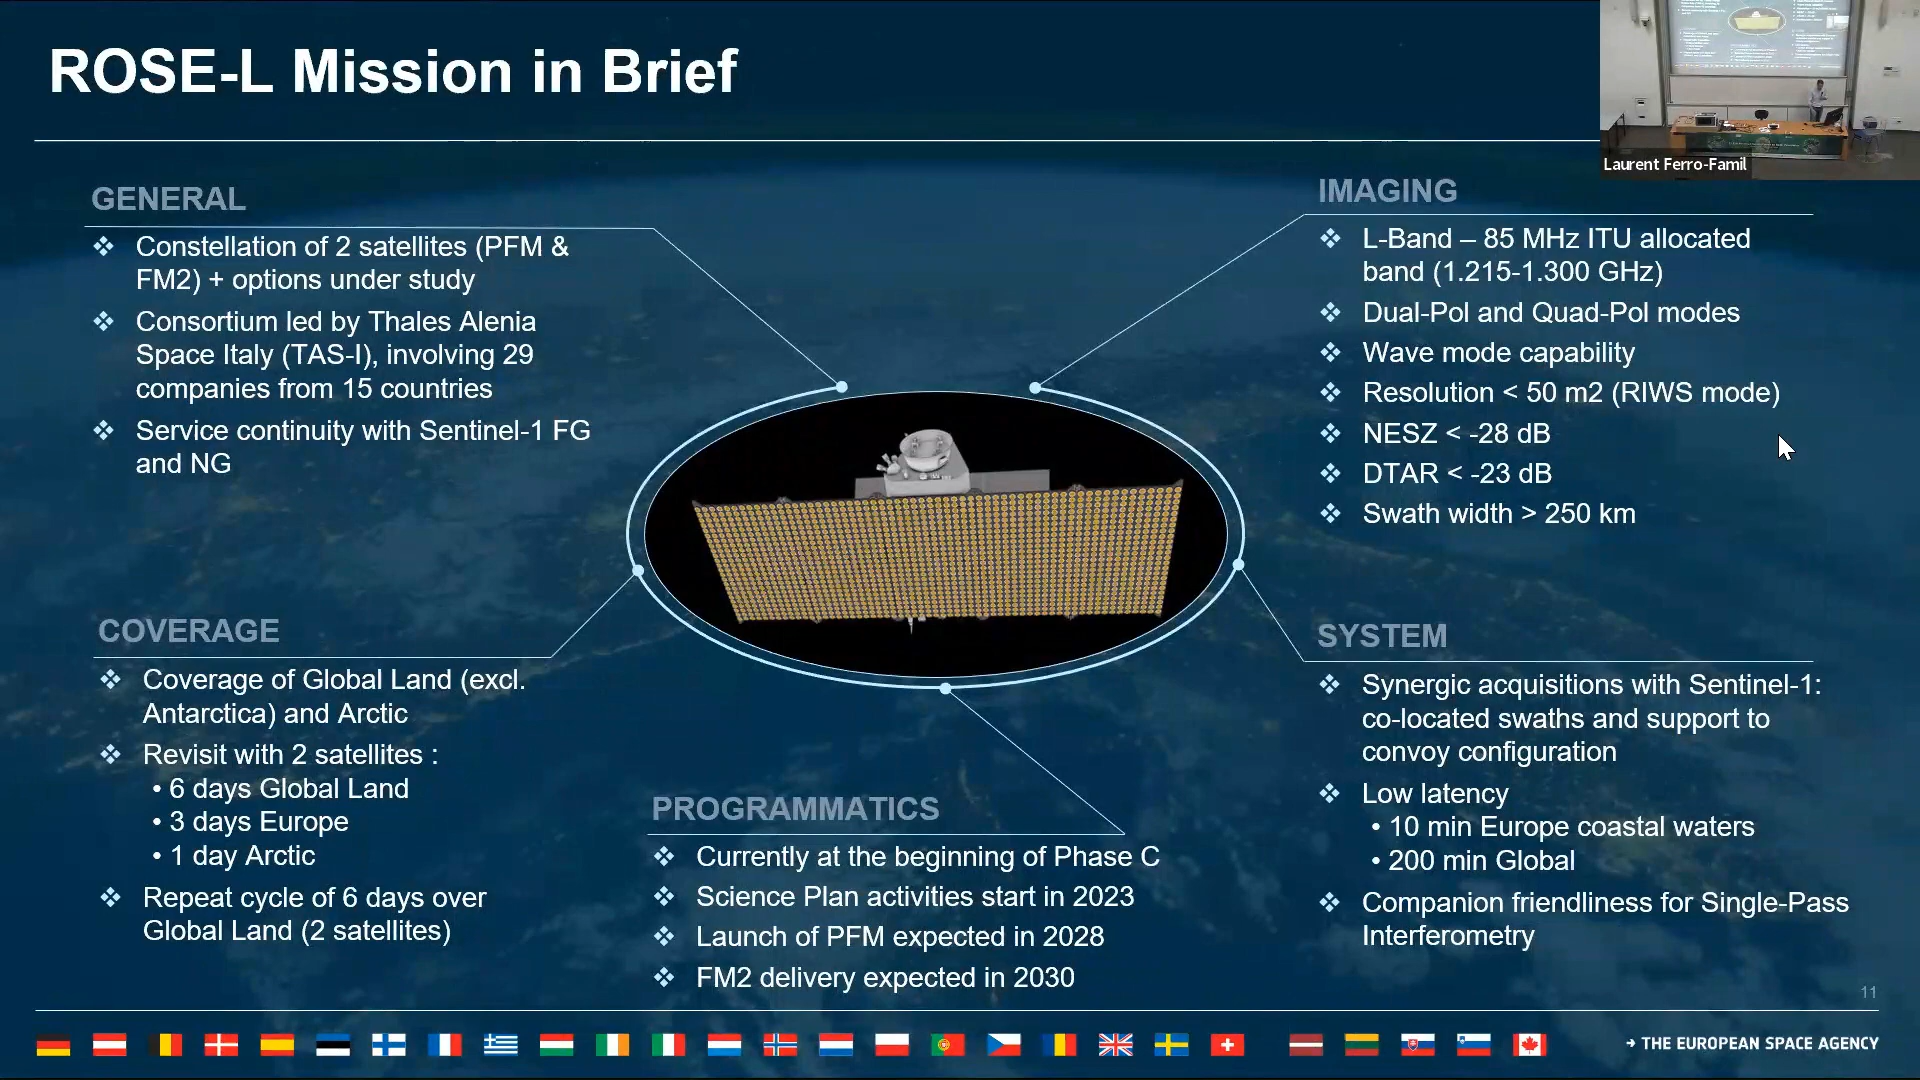 ROSE-L Mission in Brief
Laurent Ferro-Famil
GENERAL
❖ Constellation of 2 satellites (PFM &
FM2) + options under study
❖ Consortium led by Thales Alenia
Space Italy (TAS-I), involving 29
companies from 15 countries
❖ Service continuity with Sentinel-1 FG
and NG
IMAGING
❖ L-Band – 85 MHz ITU allocated
band (1.215-1.300 GHz)
❖ Dual-Pol and Quad-Pol modes
❖ Wave mode capability
❖ Resolution < 50 m2 (RIWS mode)
❖ NESZ < -28 dB
❖ DTAR < -23 dB
❖ Swath width > 250 km
COVERAGE
❖ Coverage of Global Land (excl.
Antarctica) and Arctic
❖ Revisit with 2 satellites :
• 6 days Global Land
• 3 days Europe
• 1 day Arctic
❖ Repeat cycle of 6 days over
Global Land (2 satellites)
PROGRAMMATICS
❖ Currently at the beginning of Phase C
❖ Science Plan activities start in 2023
❖ Launch of PFM expected in 2028
❖ FM2 delivery expected in 2030
SYSTEM
❖ Synergic acquisitions with Sentinel-1:
co-located swaths and support to
convoy configuration
❖ Low latency
• 10 min Europe coastal waters
• 200 min Global
❖ Companion friendliness for Single-Pass
Interferometry
11
→ THE EUROPEAN SPACE AGENCY